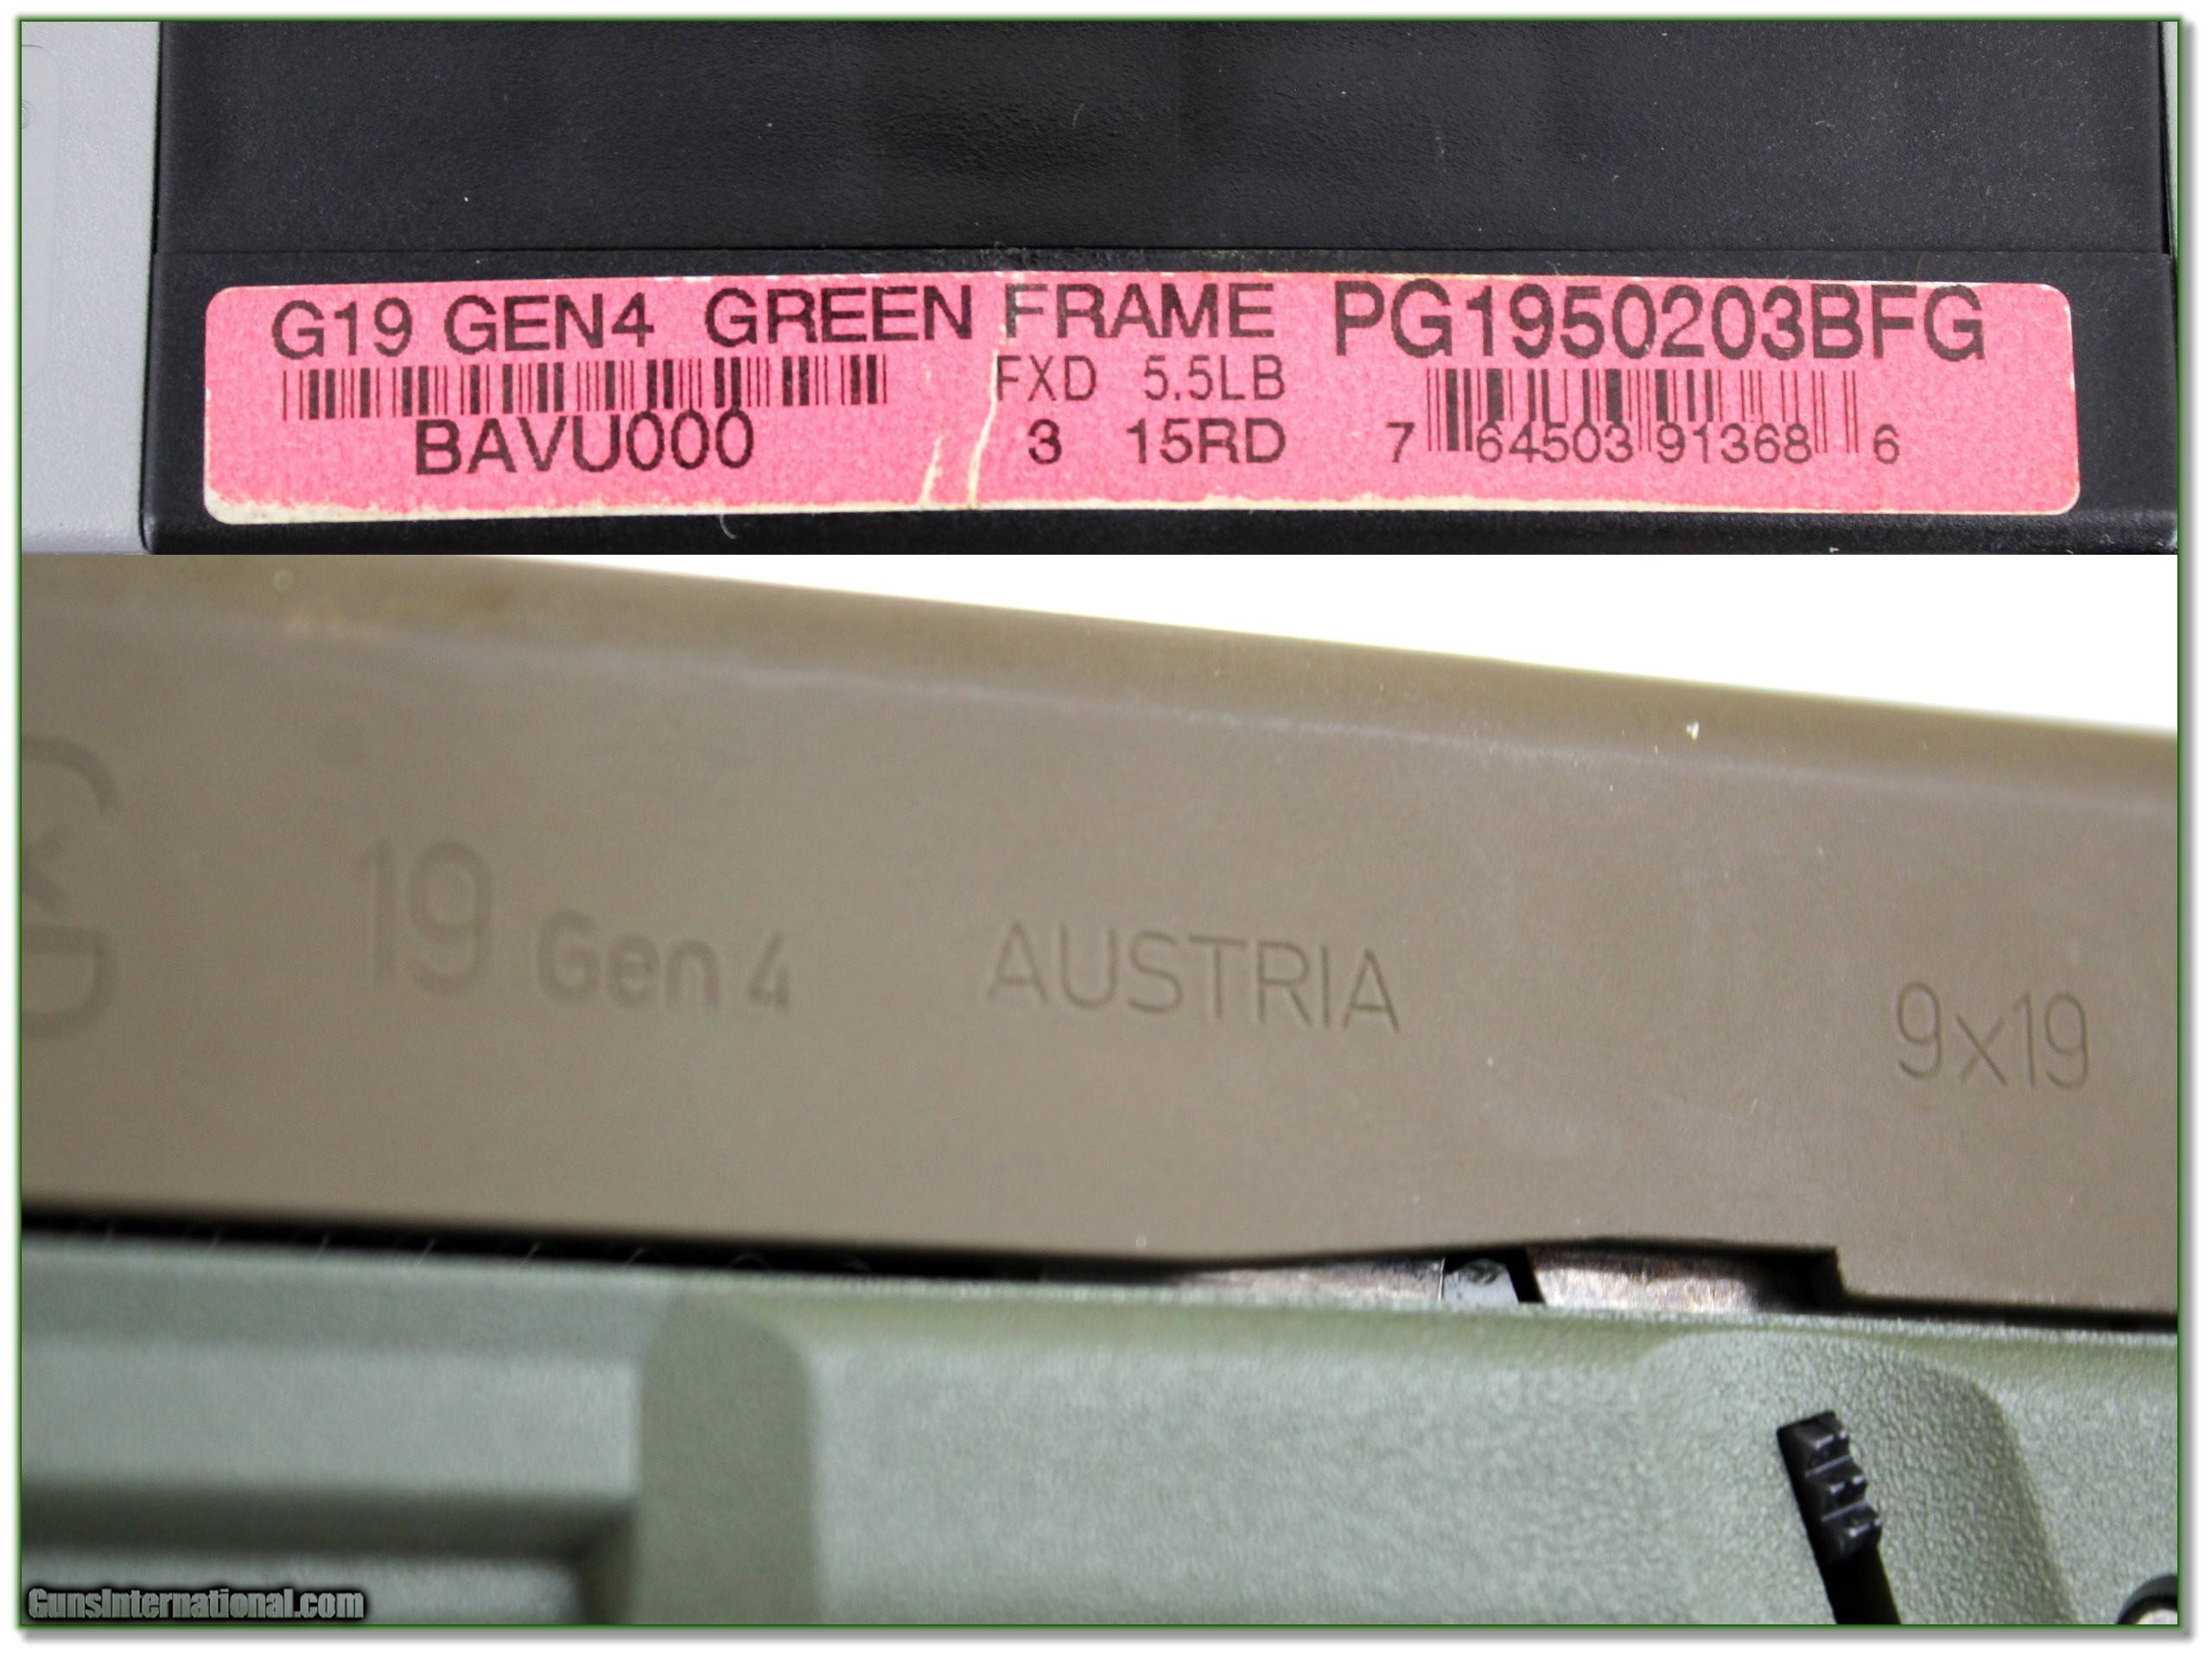 G19 GEN4 GREEN FRAME PG1950203BFG
FXD 5.5LB
BAVU000 3 15RD 7 64503 91368 6
19 Gen 4 AUSTRIA 9x19
GunsInternational.com